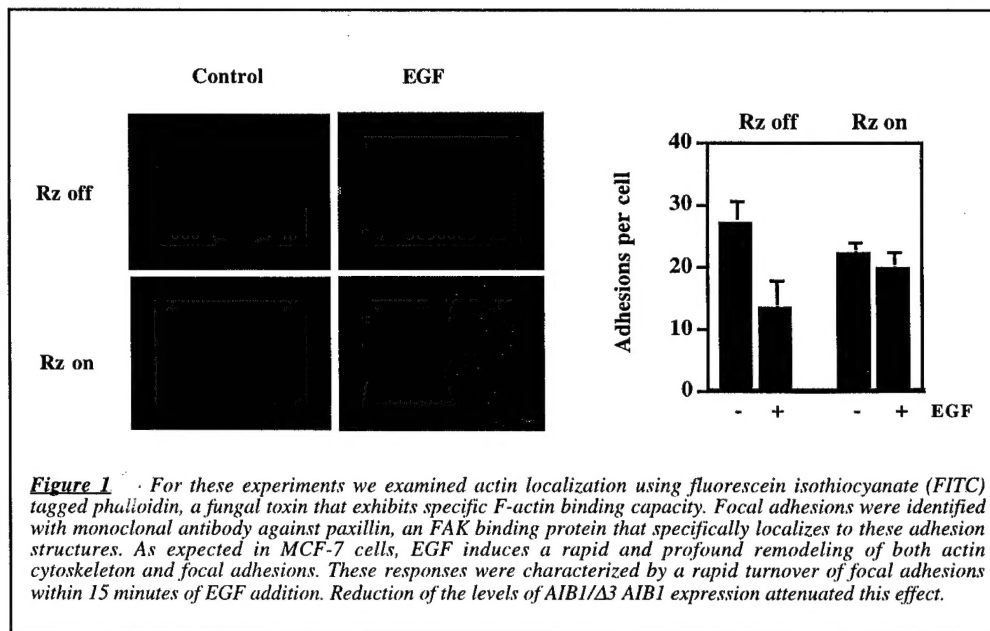 Control EGF
Rz off
Rz on
Rz off Rz on
Adhesions per cell
40
30
20
10
0
- + - + EGF
Figure 1 For these experiments we examined actin localization using fluorescein isothiocyanate (FITC)
tagged phalloidin, a fungal toxin that exhibits specific F-actin binding capacity. Focal adhesions were identified
with monoclonal antibody against paxillin, an FAK binding protein that specifically localizes to these adhesion
structures. As expected in MCF-7 cells, EGF induces a rapid and profound remodeling of both actin
cytoskeleton and focal adhesions. These responses were characterized by a rapid turnover of focal adhesions
within 15 minutes of EGF addition. Reduction of the levels of AIB1/Δ3 AIB1 expression attenuated this effect.